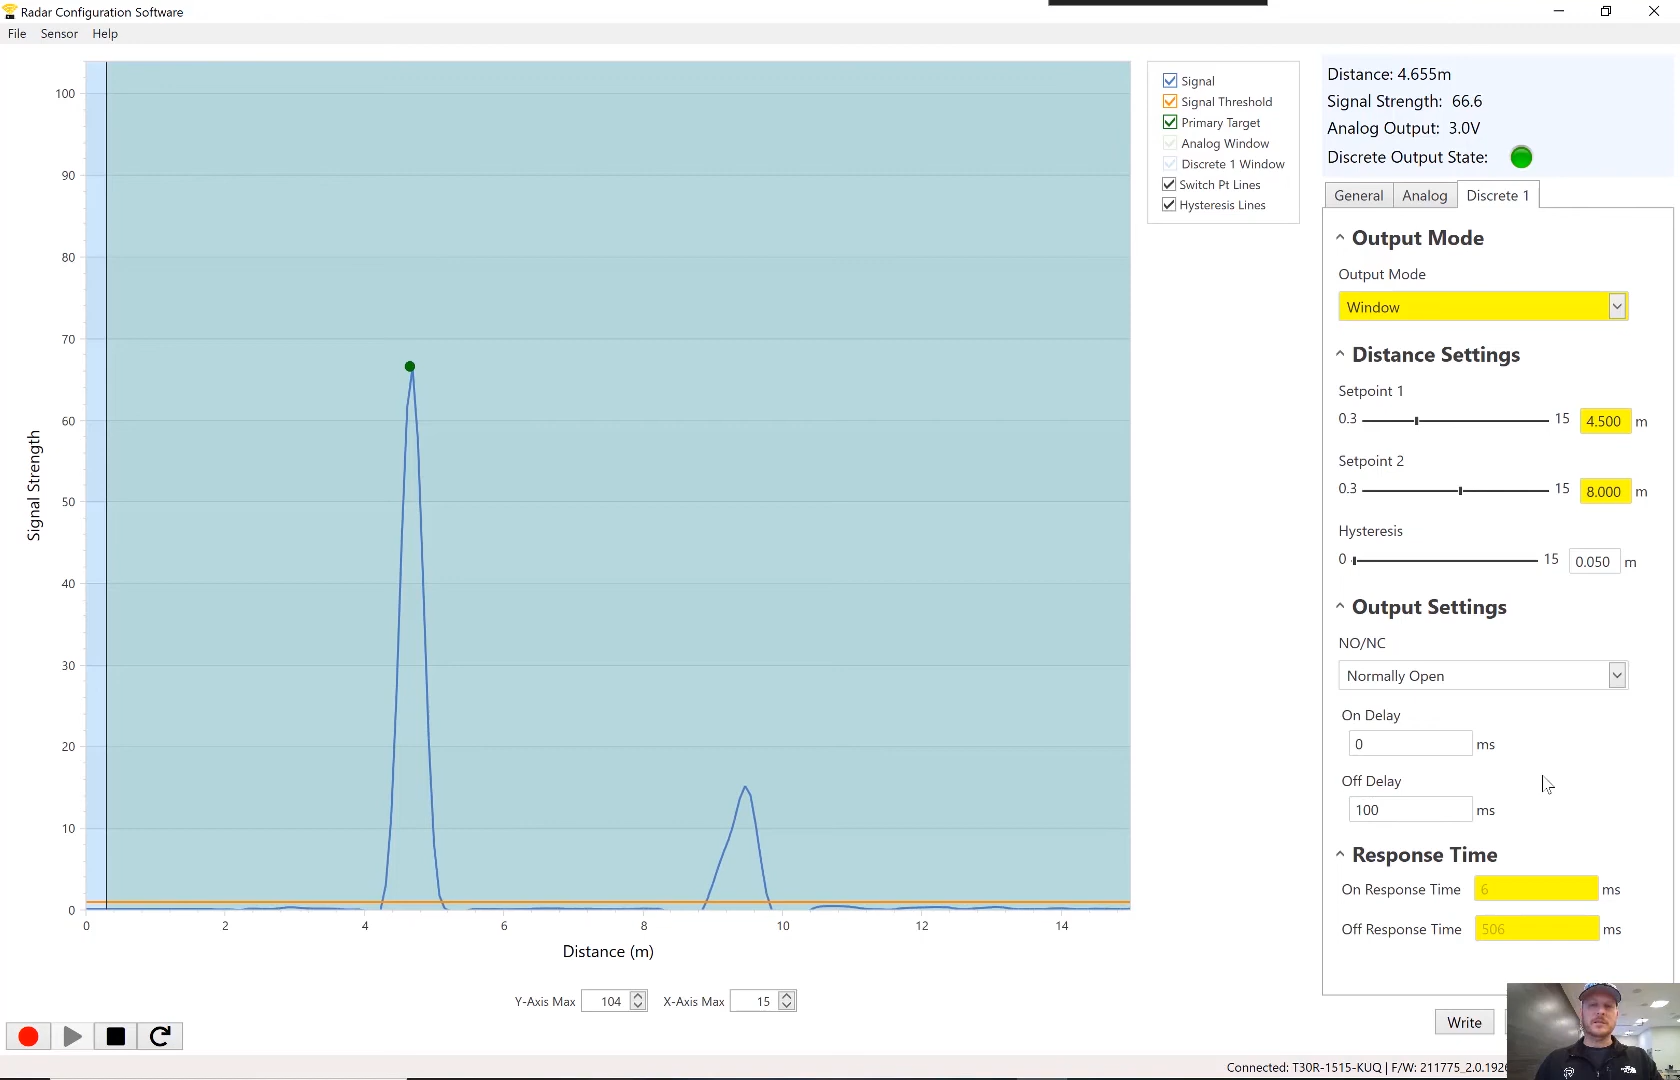 Radar Configuration Software
File Sensor Help
100
90
80
70
60
50
40
30
20
10
0
Signal Strength
0 2 4 6 8 10 12 14
Distance (m)
Y-Axis Max 104 X-Axis Max 15
Signal
Signal Threshold
Primary Target
Analog Window
Discrete 1 Window
Switch Pt Lines
Hysteresis Lines
Distance: 4.655m
Signal Strength: 66.6
Analog Output: 3.0V
Discrete Output State:
General Analog Discrete 1
Output Mode
Output Mode
Window
Distance Settings
Setpoint 1
0.3 15 4.500 m
Setpoint 2
0.3 15 8.000 m
Hysteresis
0 15 0.050 m
Output Settings
NO/NC
Normally Open
On Delay
0 ms
Off Delay
100 ms
Response Time
On Response Time 6 ms
Off Response Time 506 ms
Write
Connected: T30R-1515-KUQ | F/W: 211775_2.0.192